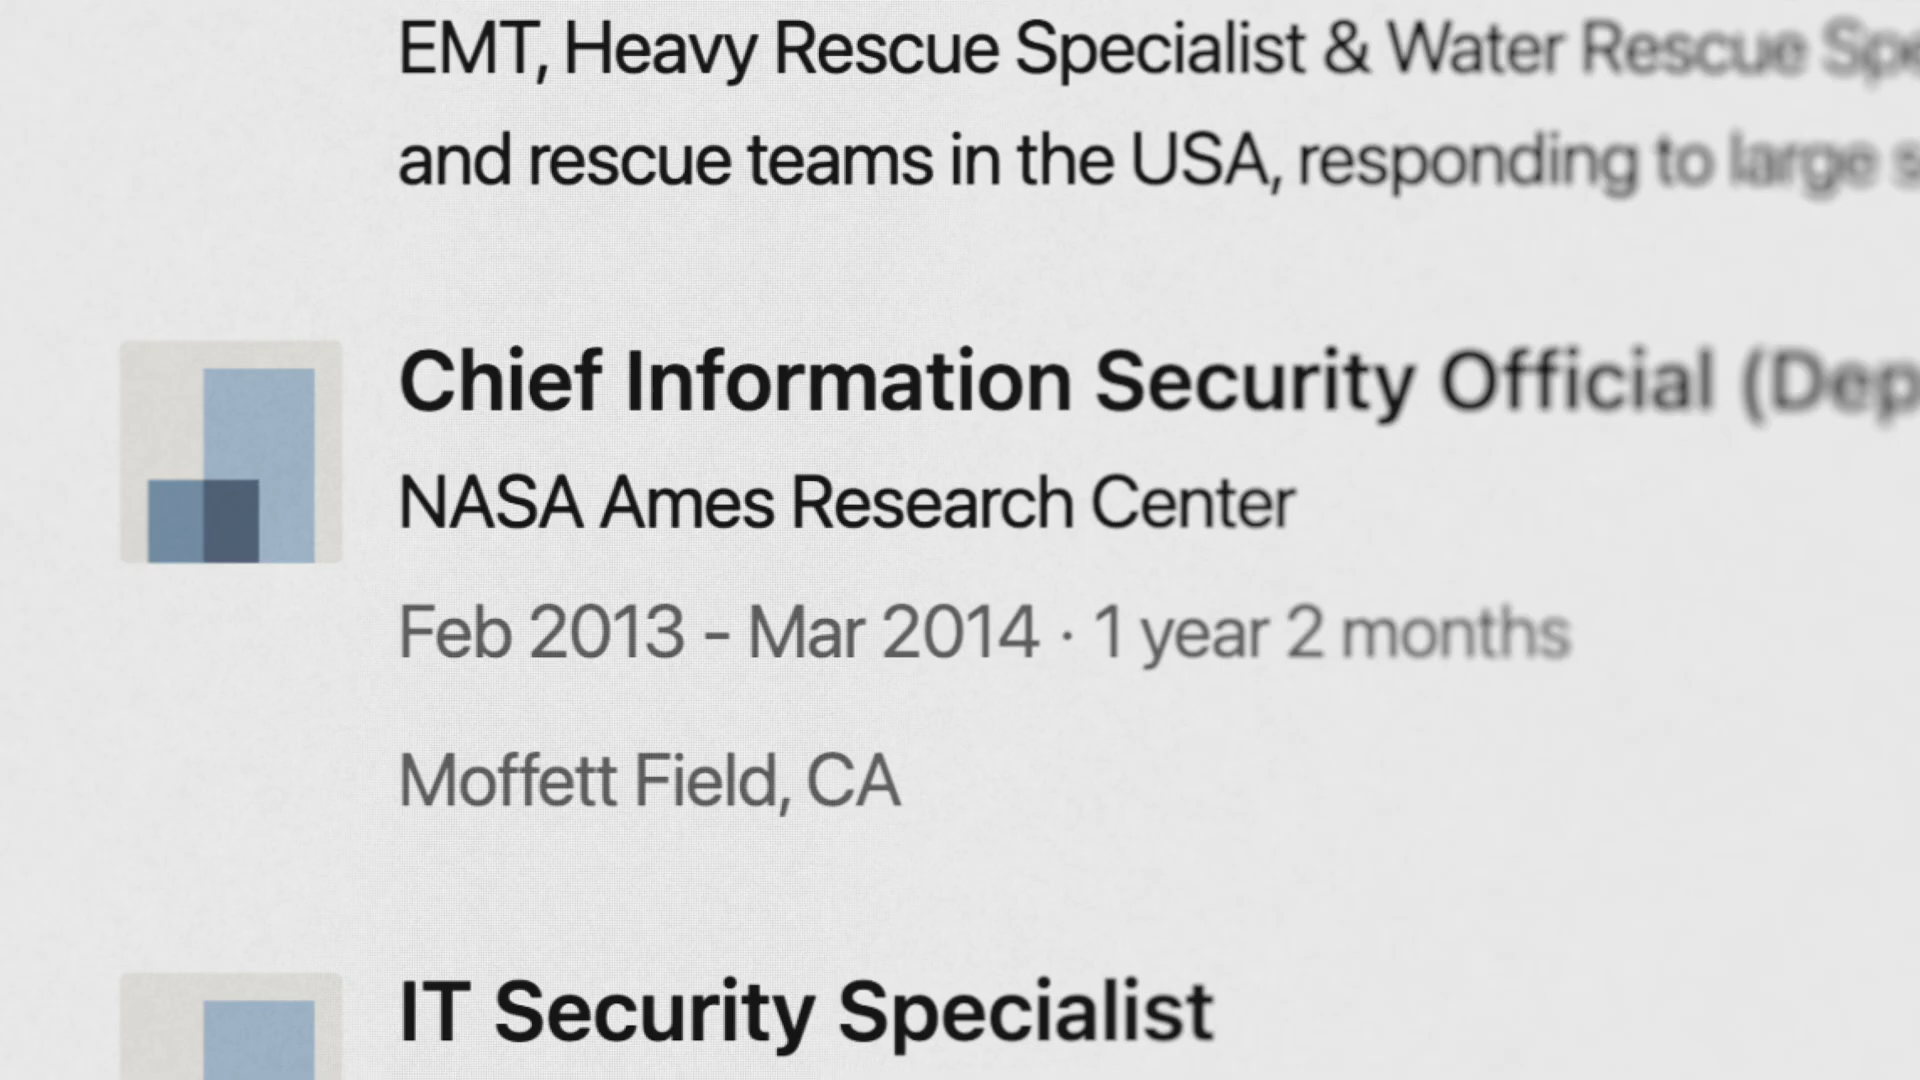 EMT, Heavy Rescue Specialist & Water Rescue
and rescue teams in the USA, responding to large
Chief Information Security Official
NASA Ames Research Center
Feb 2013 - Mar 2014 · 1 year 2 months
Moffett Field, CA
IT Security Specialist